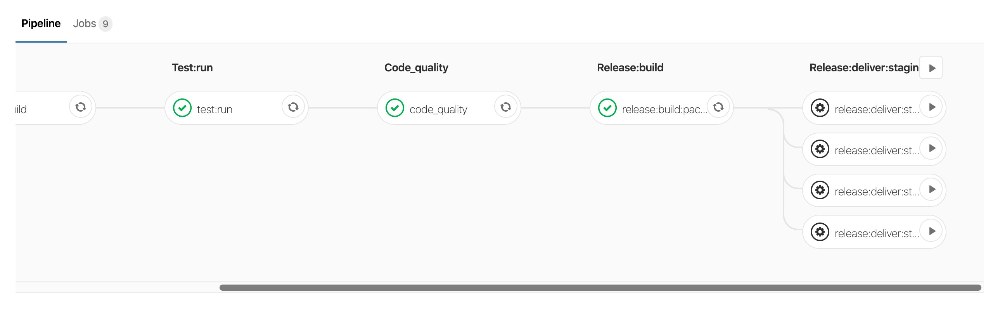 Pipeline Jobs 9
Test:run Code_quality Release:build Release:deliver:stagin
ild test:run code_quality release:build:pac... release:deliver:st...
release:deliver:st...
release:deliver:st...
release:deliver:st...